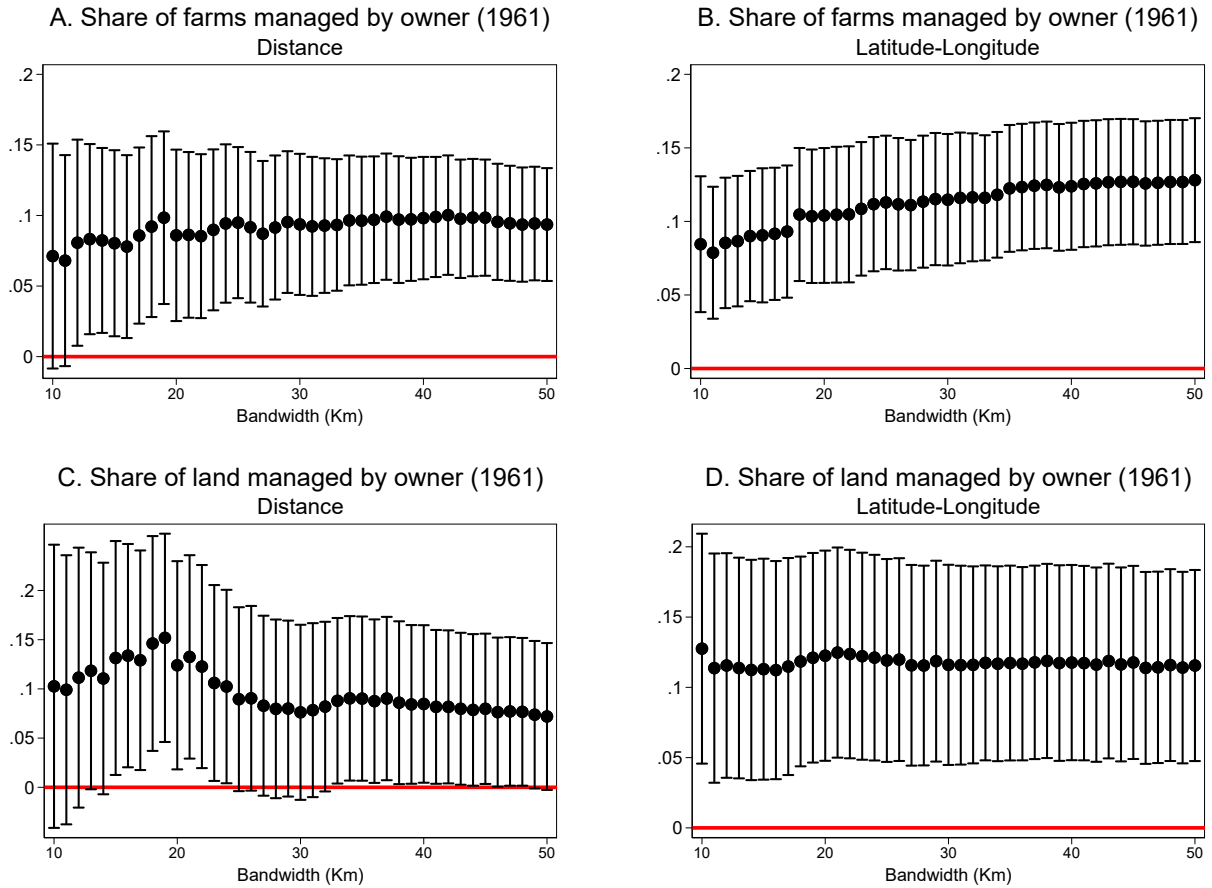 A. Share of farms managed by owner (1961)
Distance
.2
.15
.1
.05
0
10 20 30 40 50
Bandwidth (Km)
B. Share of farms managed by owner (1961)
Latitude-Longitude
.2
.15
.1
.05
0
10 20 30 40 50
Bandwidth (Km)
C. Share of land managed by owner (1961)
Distance
.2
.15
.1
.05
0
10 20 30 40 50
Bandwidth (Km)
D. Share of land managed by owner (1961)
Latitude-Longitude
.2
.15
.1
.05
0
10 20 30 40 50
Bandwidth (Km)